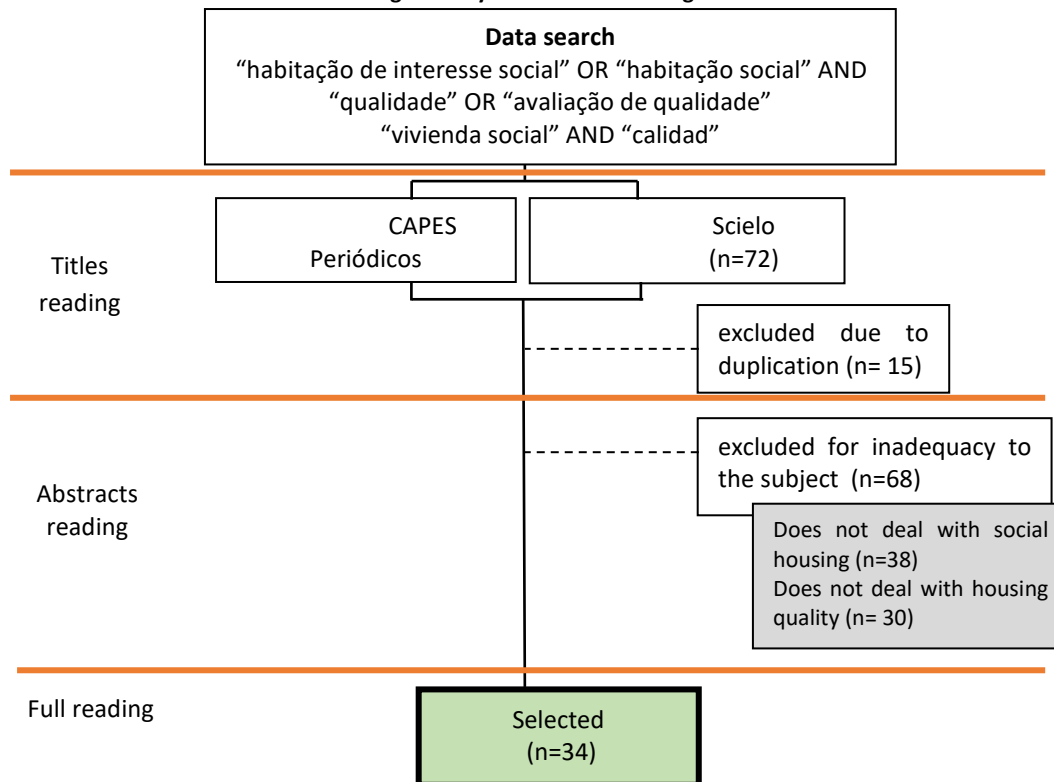 Data search
“habitação de interesse social” OR “habitação social” AND
“qualidade” OR “avaliação de qualidade”
“vivienda social” AND “calidad”
CAPES
Periódicos
Scielo
(n=72)
Titles
reading
excluded due to
duplication (n= 15)
excluded for inadequacy to
the subject (n=68)
Abstracts
reading
Does not deal with social
housing (n=38)
Does not deal with housing
quality (n= 30)
Full reading
Selected
(n=34)